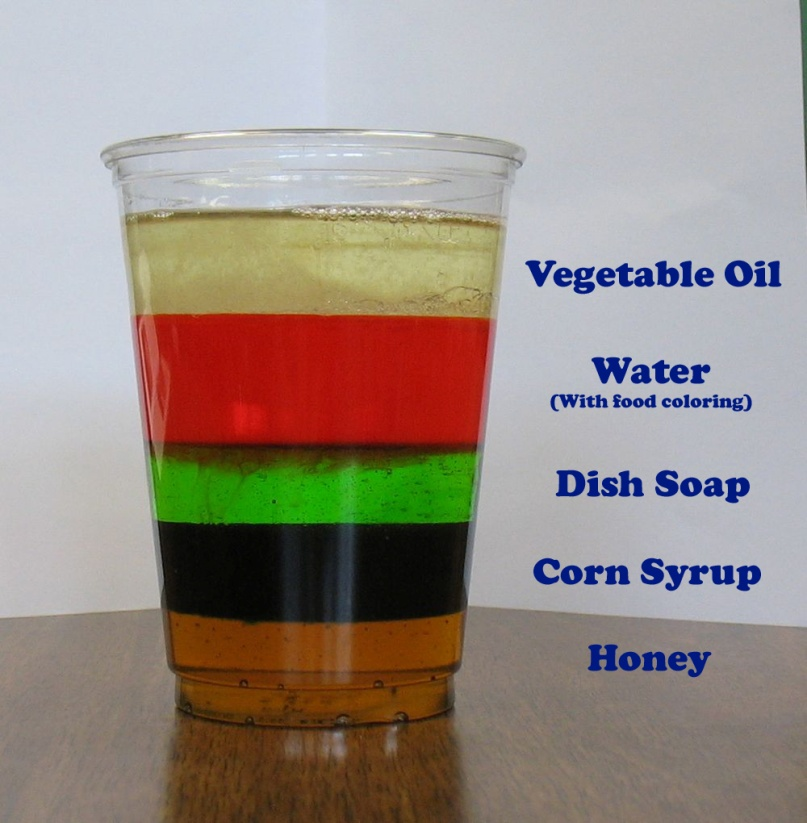 Vegetable Oil
Water
(With food coloring)
Dish Soap
Corn Syrup
Honey